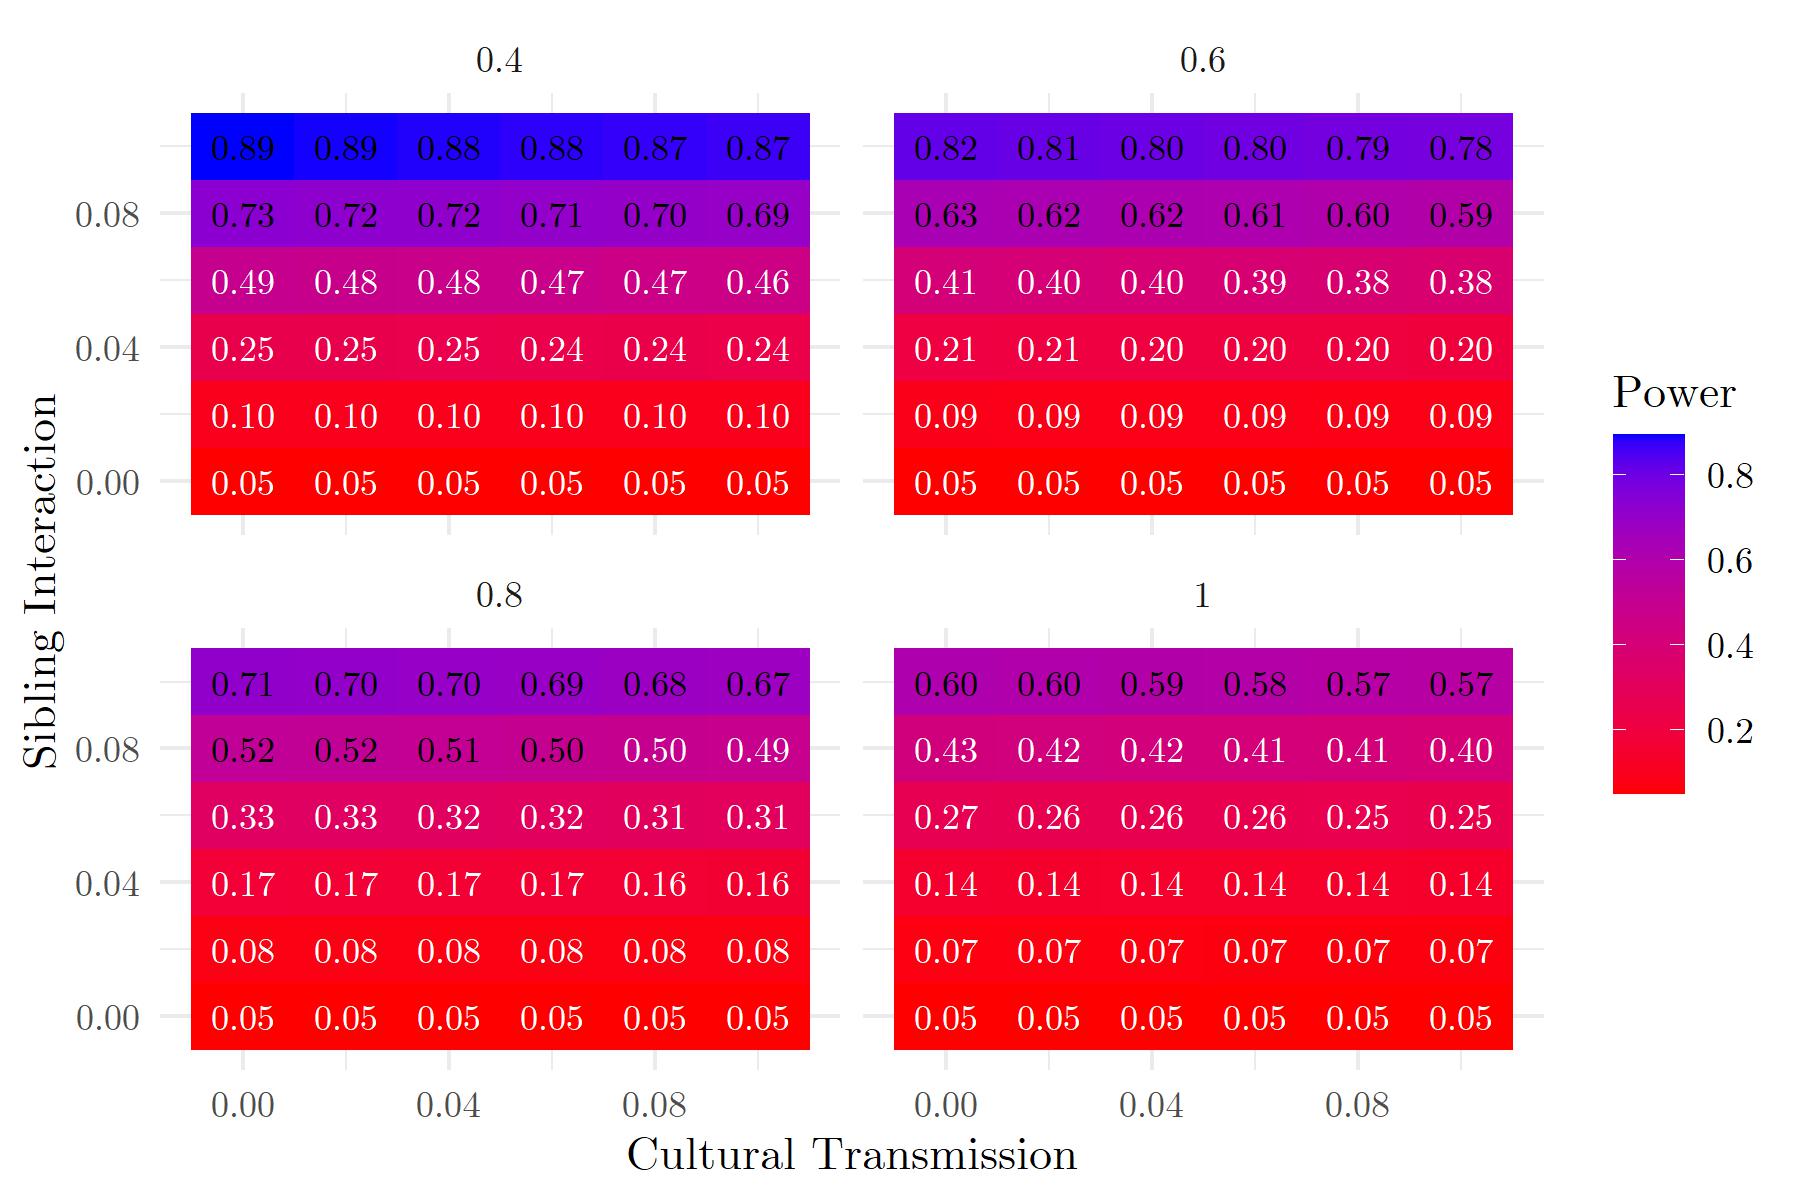 0.4 0.6
0.89 0.89 0.88 0.88 0.87 0.87 0.82 0.81 0.80 0.80 0.79 0.78
0.08 0.73 0.72 0.72 0.71 0.70 0.69 0.63 0.62 0.62 0.61 0.60 0.59
0.49 0.48 0.48 0.47 0.47 0.46 0.41 0.40 0.40 0.39 0.38 0.38
0.04 0.25 0.25 0.25 0.24 0.24 0.24 0.21 0.21 0.20 0.20 0.20 0.20
0.10 0.10 0.10 0.10 0.10 0.10 0.09 0.09 0.09 0.09 0.09 0.09
0.00 0.05 0.05 0.05 0.05 0.05 0.05 0.05 0.05 0.05 0.05 0.05 0.05
0.8 1
0.71 0.70 0.70 0.69 0.68 0.67 0.60 0.60 0.59 0.58 0.57 0.57
0.08 0.52 0.52 0.51 0.50 0.50 0.49 0.43 0.42 0.42 0.41 0.41 0.40
0.33 0.33 0.32 0.32 0.31 0.31 0.27 0.26 0.26 0.26 0.25 0.25
0.04 0.17 0.17 0.17 0.17 0.16 0.16 0.14 0.14 0.14 0.14 0.14 0.14
0.08 0.08 0.08 0.08 0.08 0.08 0.07 0.07 0.07 0.07 0.07 0.07
0.00 0.05 0.05 0.05 0.05 0.05 0.05 0.05 0.05 0.05 0.05 0.05 0.05
0.00 0.04 0.08 0.00 0.04 0.08
Cultural Transmission
Sibling Interaction
Power
0.8
0.6
0.4
0.2